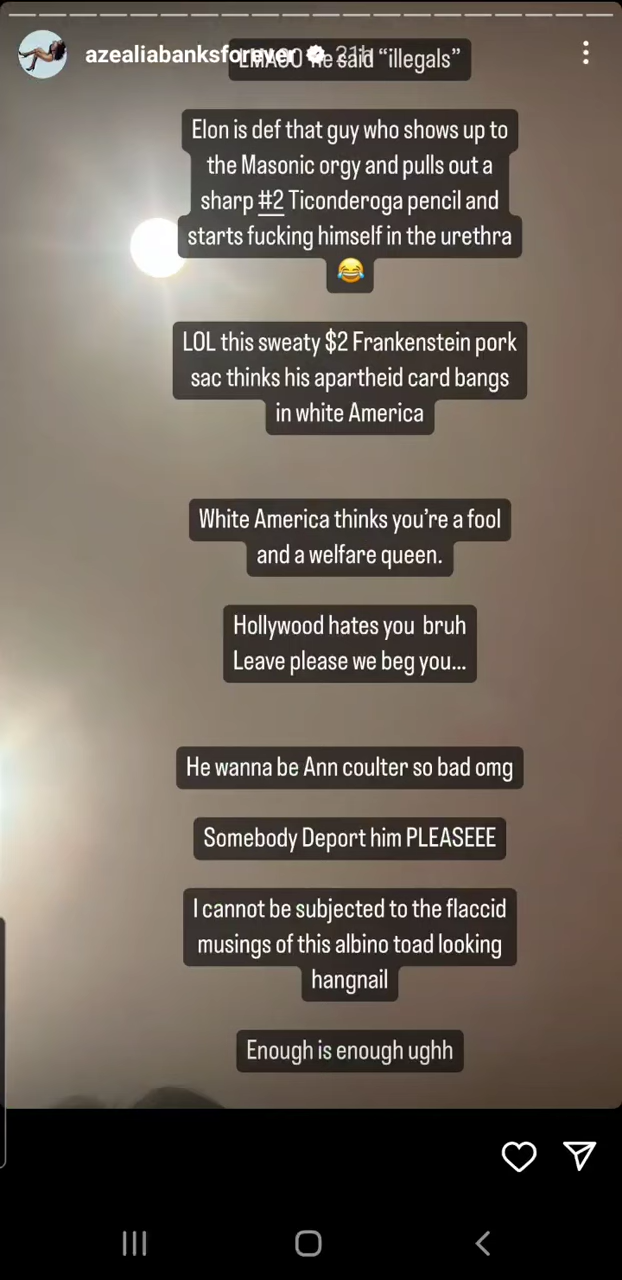 azealiabanksforever 21h
LMAOO he said “illegals”
Elon is def that guy who shows up to
the Masonic orgy and pulls out a
sharp #2 Ticonderoga pencil and
starts fucking himself in the urethra
😂
LOL this sweaty $2 Frankenstein pork
sac thinks his apartheid card bangs
in white America
White America thinks you’re a fool
and a welfare queen.
Hollywood hates you bruh
Leave please we beg you...
He wanna be Ann coulter so bad omg
Somebody Deport him PLEASEEE
I cannot be subjected to the flaccid
musings of this albino toad looking
hangnail
Enough is enough ughh